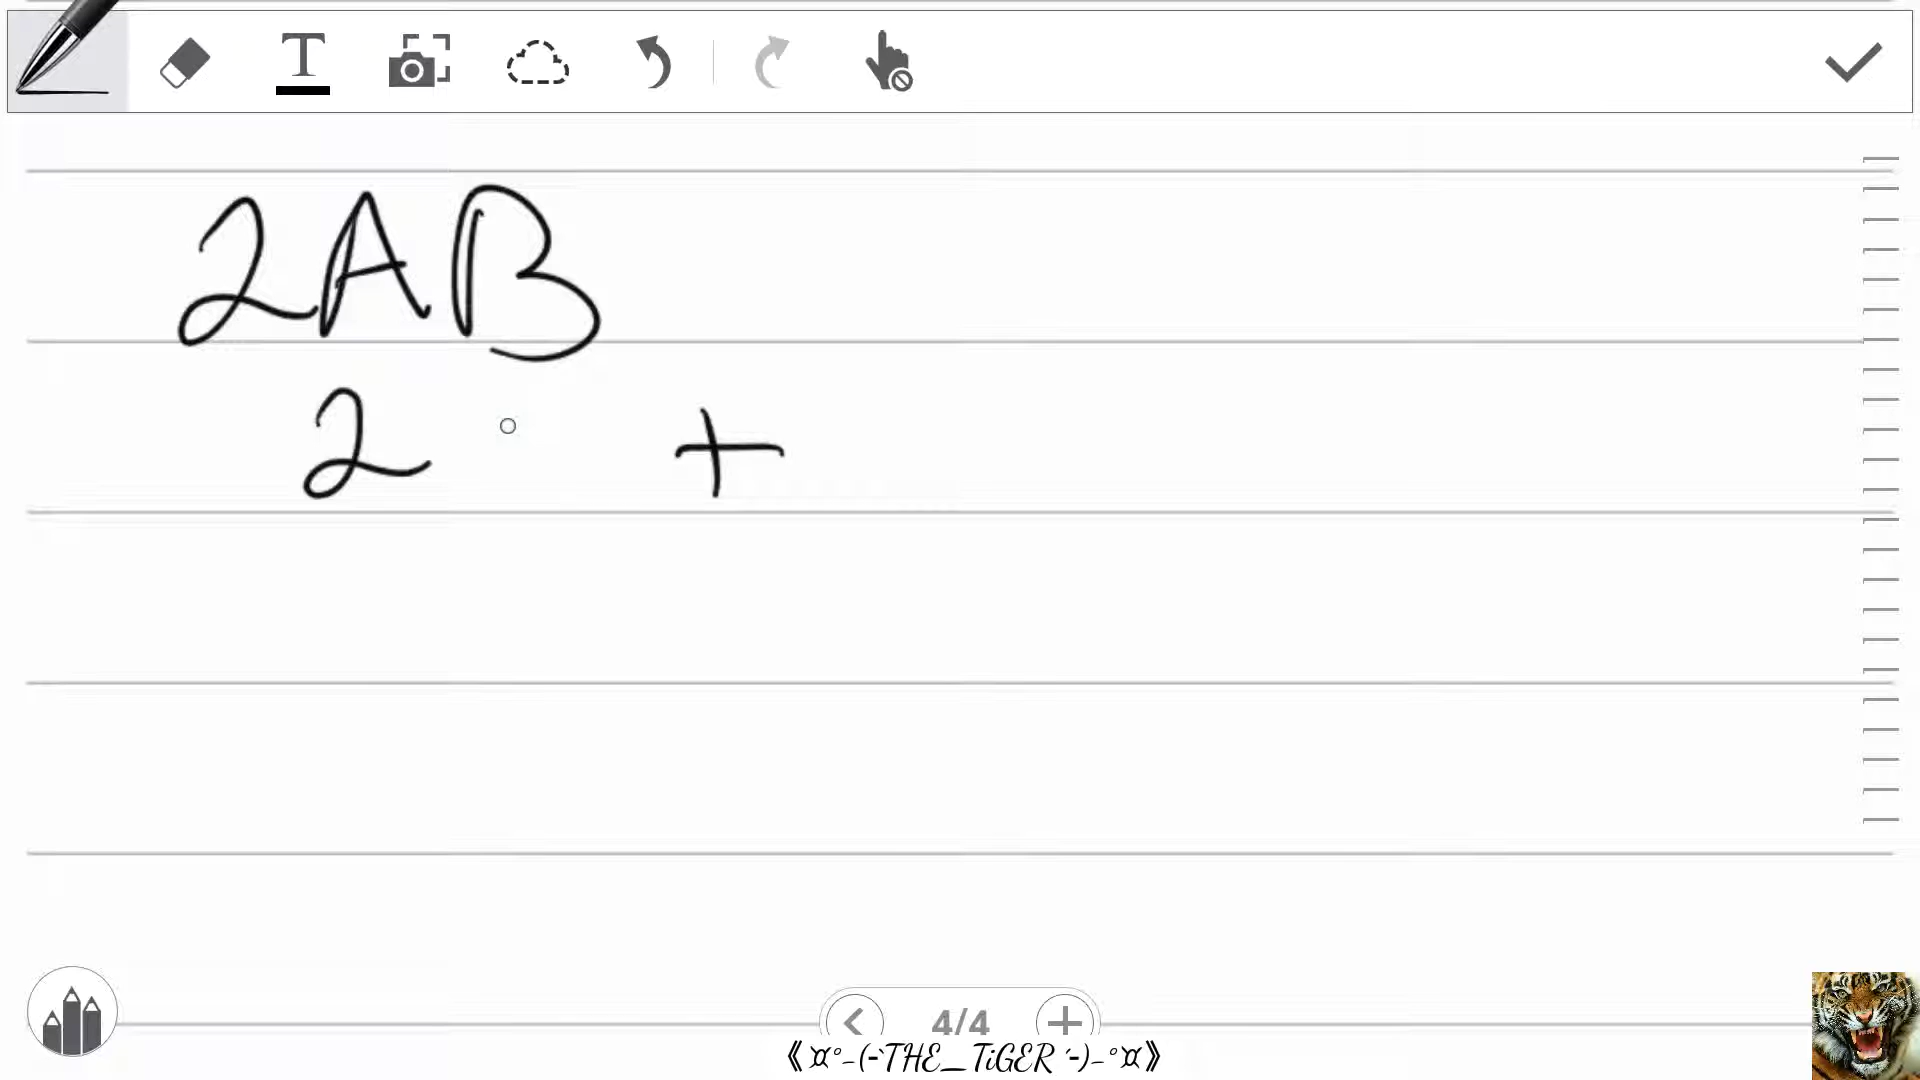 T
2AB
2 +
4/4
《¤°-(-`THE_TiGER ´-)-°¤》